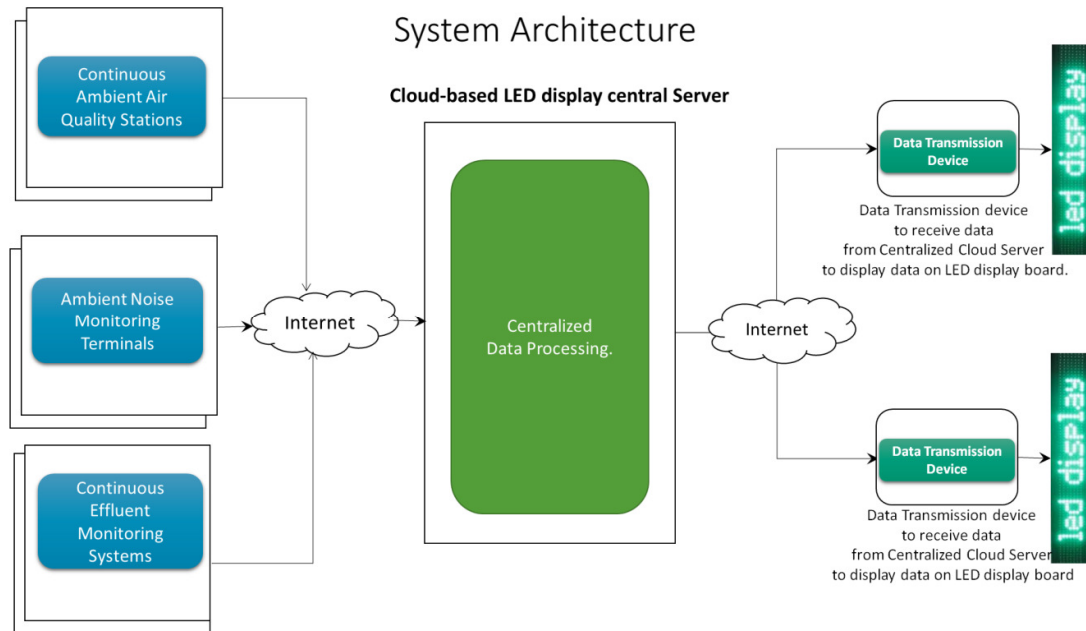 System Architecture
Continuous
Ambient Air
Quality Stations
Ambient Noise
Monitoring
Terminals
Continuous
Effluent
Monitoring
Systems
Internet
Cloud-based LED display central Server
Centralized
Data Processing.
Internet
Data Transmission
Device
Data Transmission device
to receive data
from Centralized Cloud Server
to display data on LED display board.
led display
Data Transmission
Device
Data Transmission device
to receive data
from Centralized Cloud Server
to display data on LED display board
led display